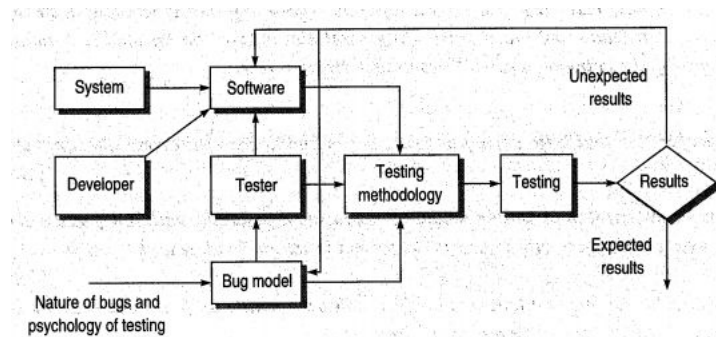 Unexpected
results
System
Software
Developer
Tester
Testing
methodology
Testing
Results
Expected
results
Bug model
Nature of bugs and
psychology of testing